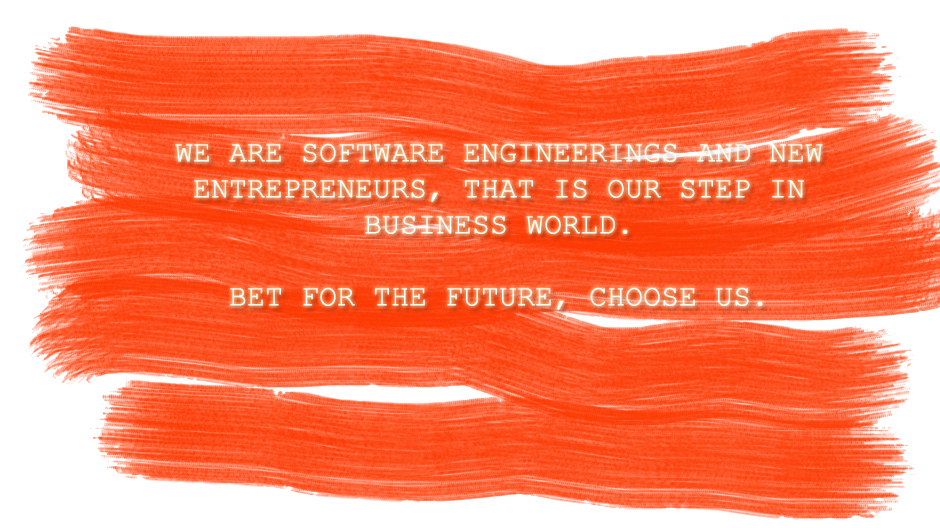 WE ARE SOFTWARE ENGINEERINGS AND NEW
ENTREPRENEURS, THAT IS OUR STEP IN
BUSINESS WORLD.
BET FOR THE FUTURE, CHOOSE US.